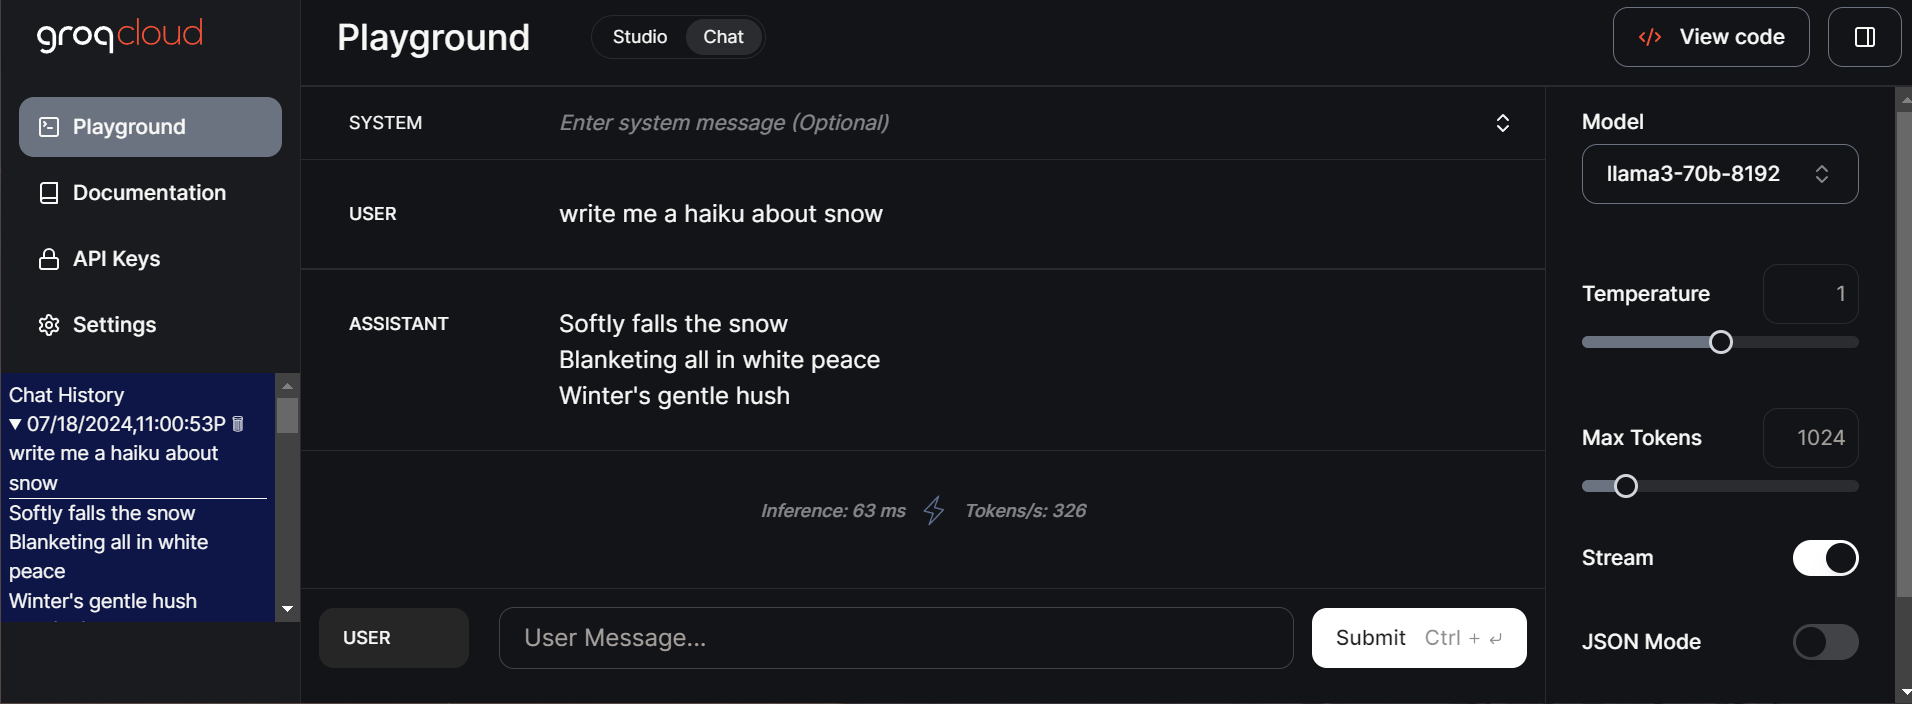 groqcloud
Playground
Documentation
API Keys
Settings
Chat History
▼ 07/18/2024,11:00:53P
write me a haiku about
snow
Softly falls the snow
Blanketing all in white
peace
Winter's gentle hush
Playground
Studio
Chat
</> View code
SYSTEM
Enter system message (Optional)
USER
write me a haiku about snow
ASSISTANT
Softly falls the snow
Blanketing all in white peace
Winter's gentle hush
Inference: 63 ms
Tokens/s: 326
USER
User Message...
Submit Ctrl + ↵
Model
llama3-70b-8192
Temperature
1
Max Tokens
1024
Stream
JSON Mode